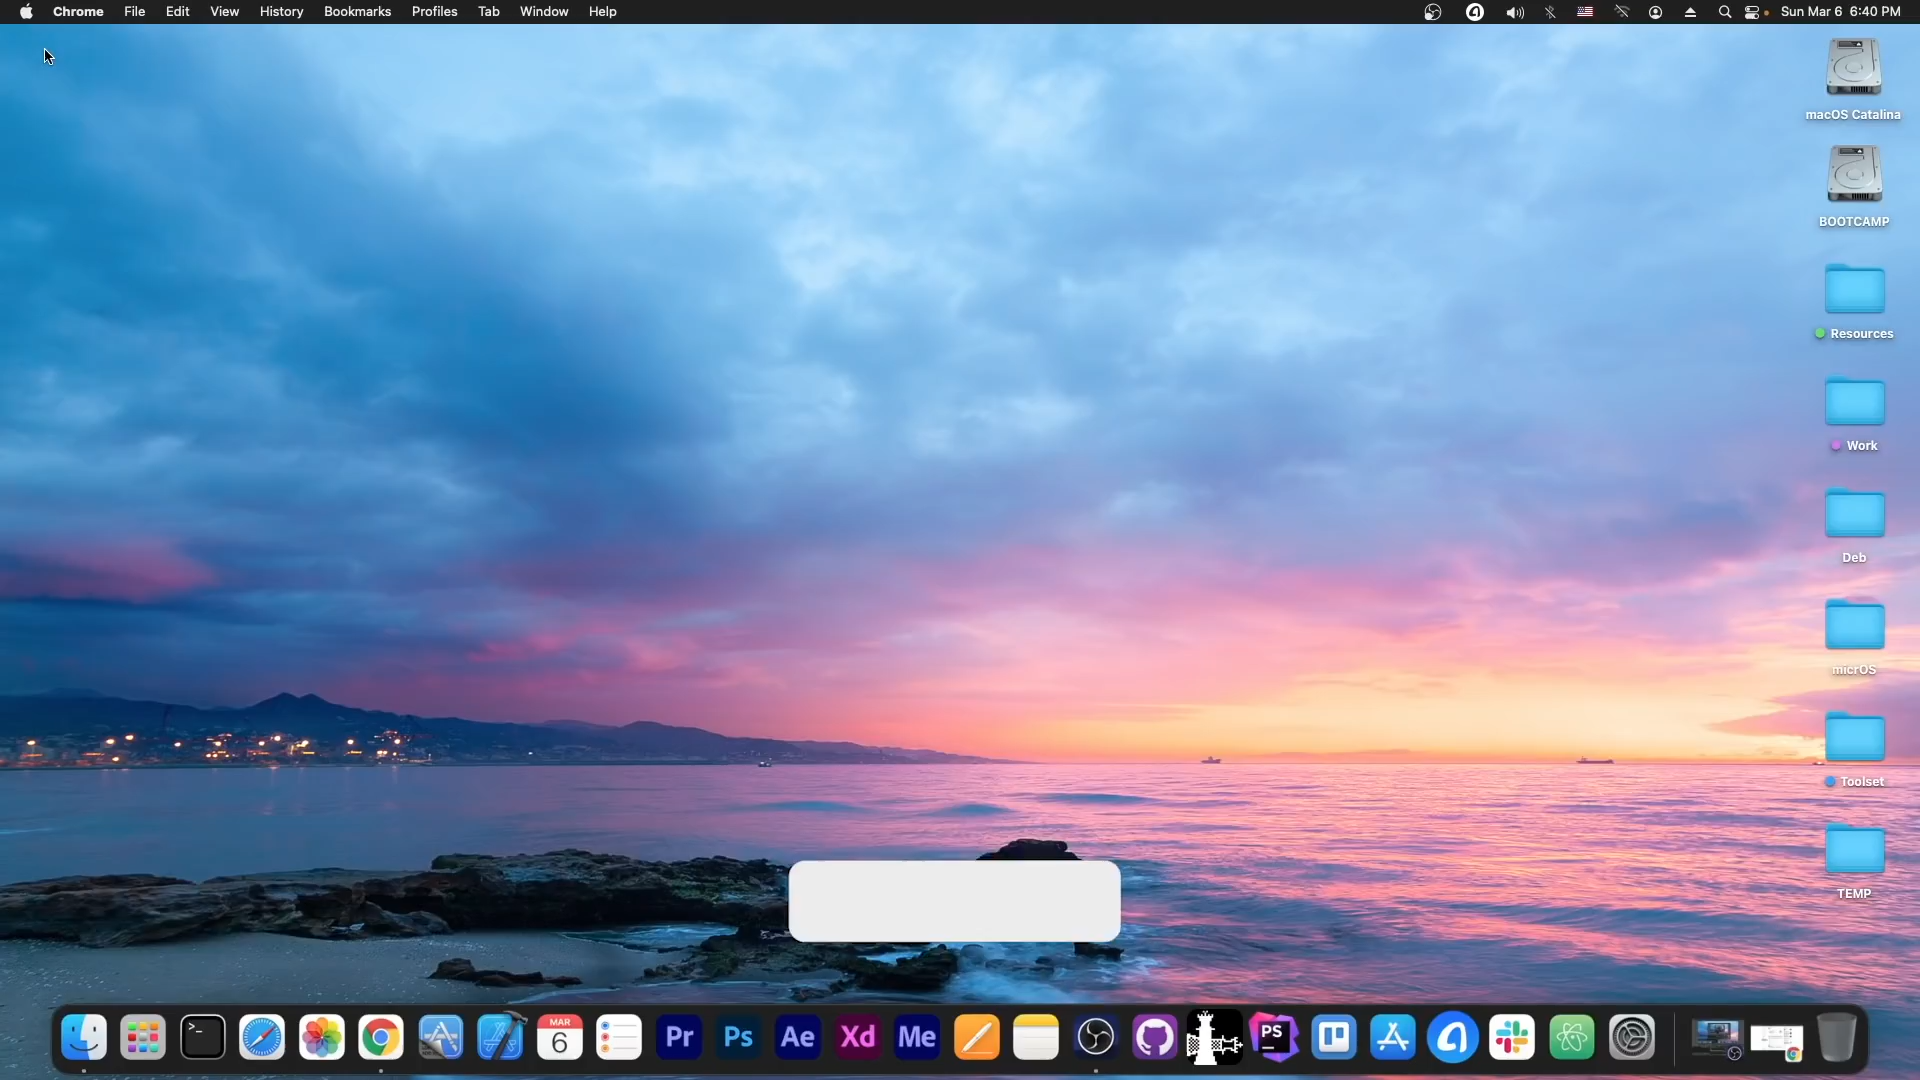 Chrome File Edit View History Bookmarks Profiles Tab Window Help Sun Mar 6 6:40 PM
macOS Catalina
BOOTCAMP
Resources
Work
Deb
micrOS
Toolset
TEMP
>_ MAR 6 Pr Ps Ae Xd Me PS